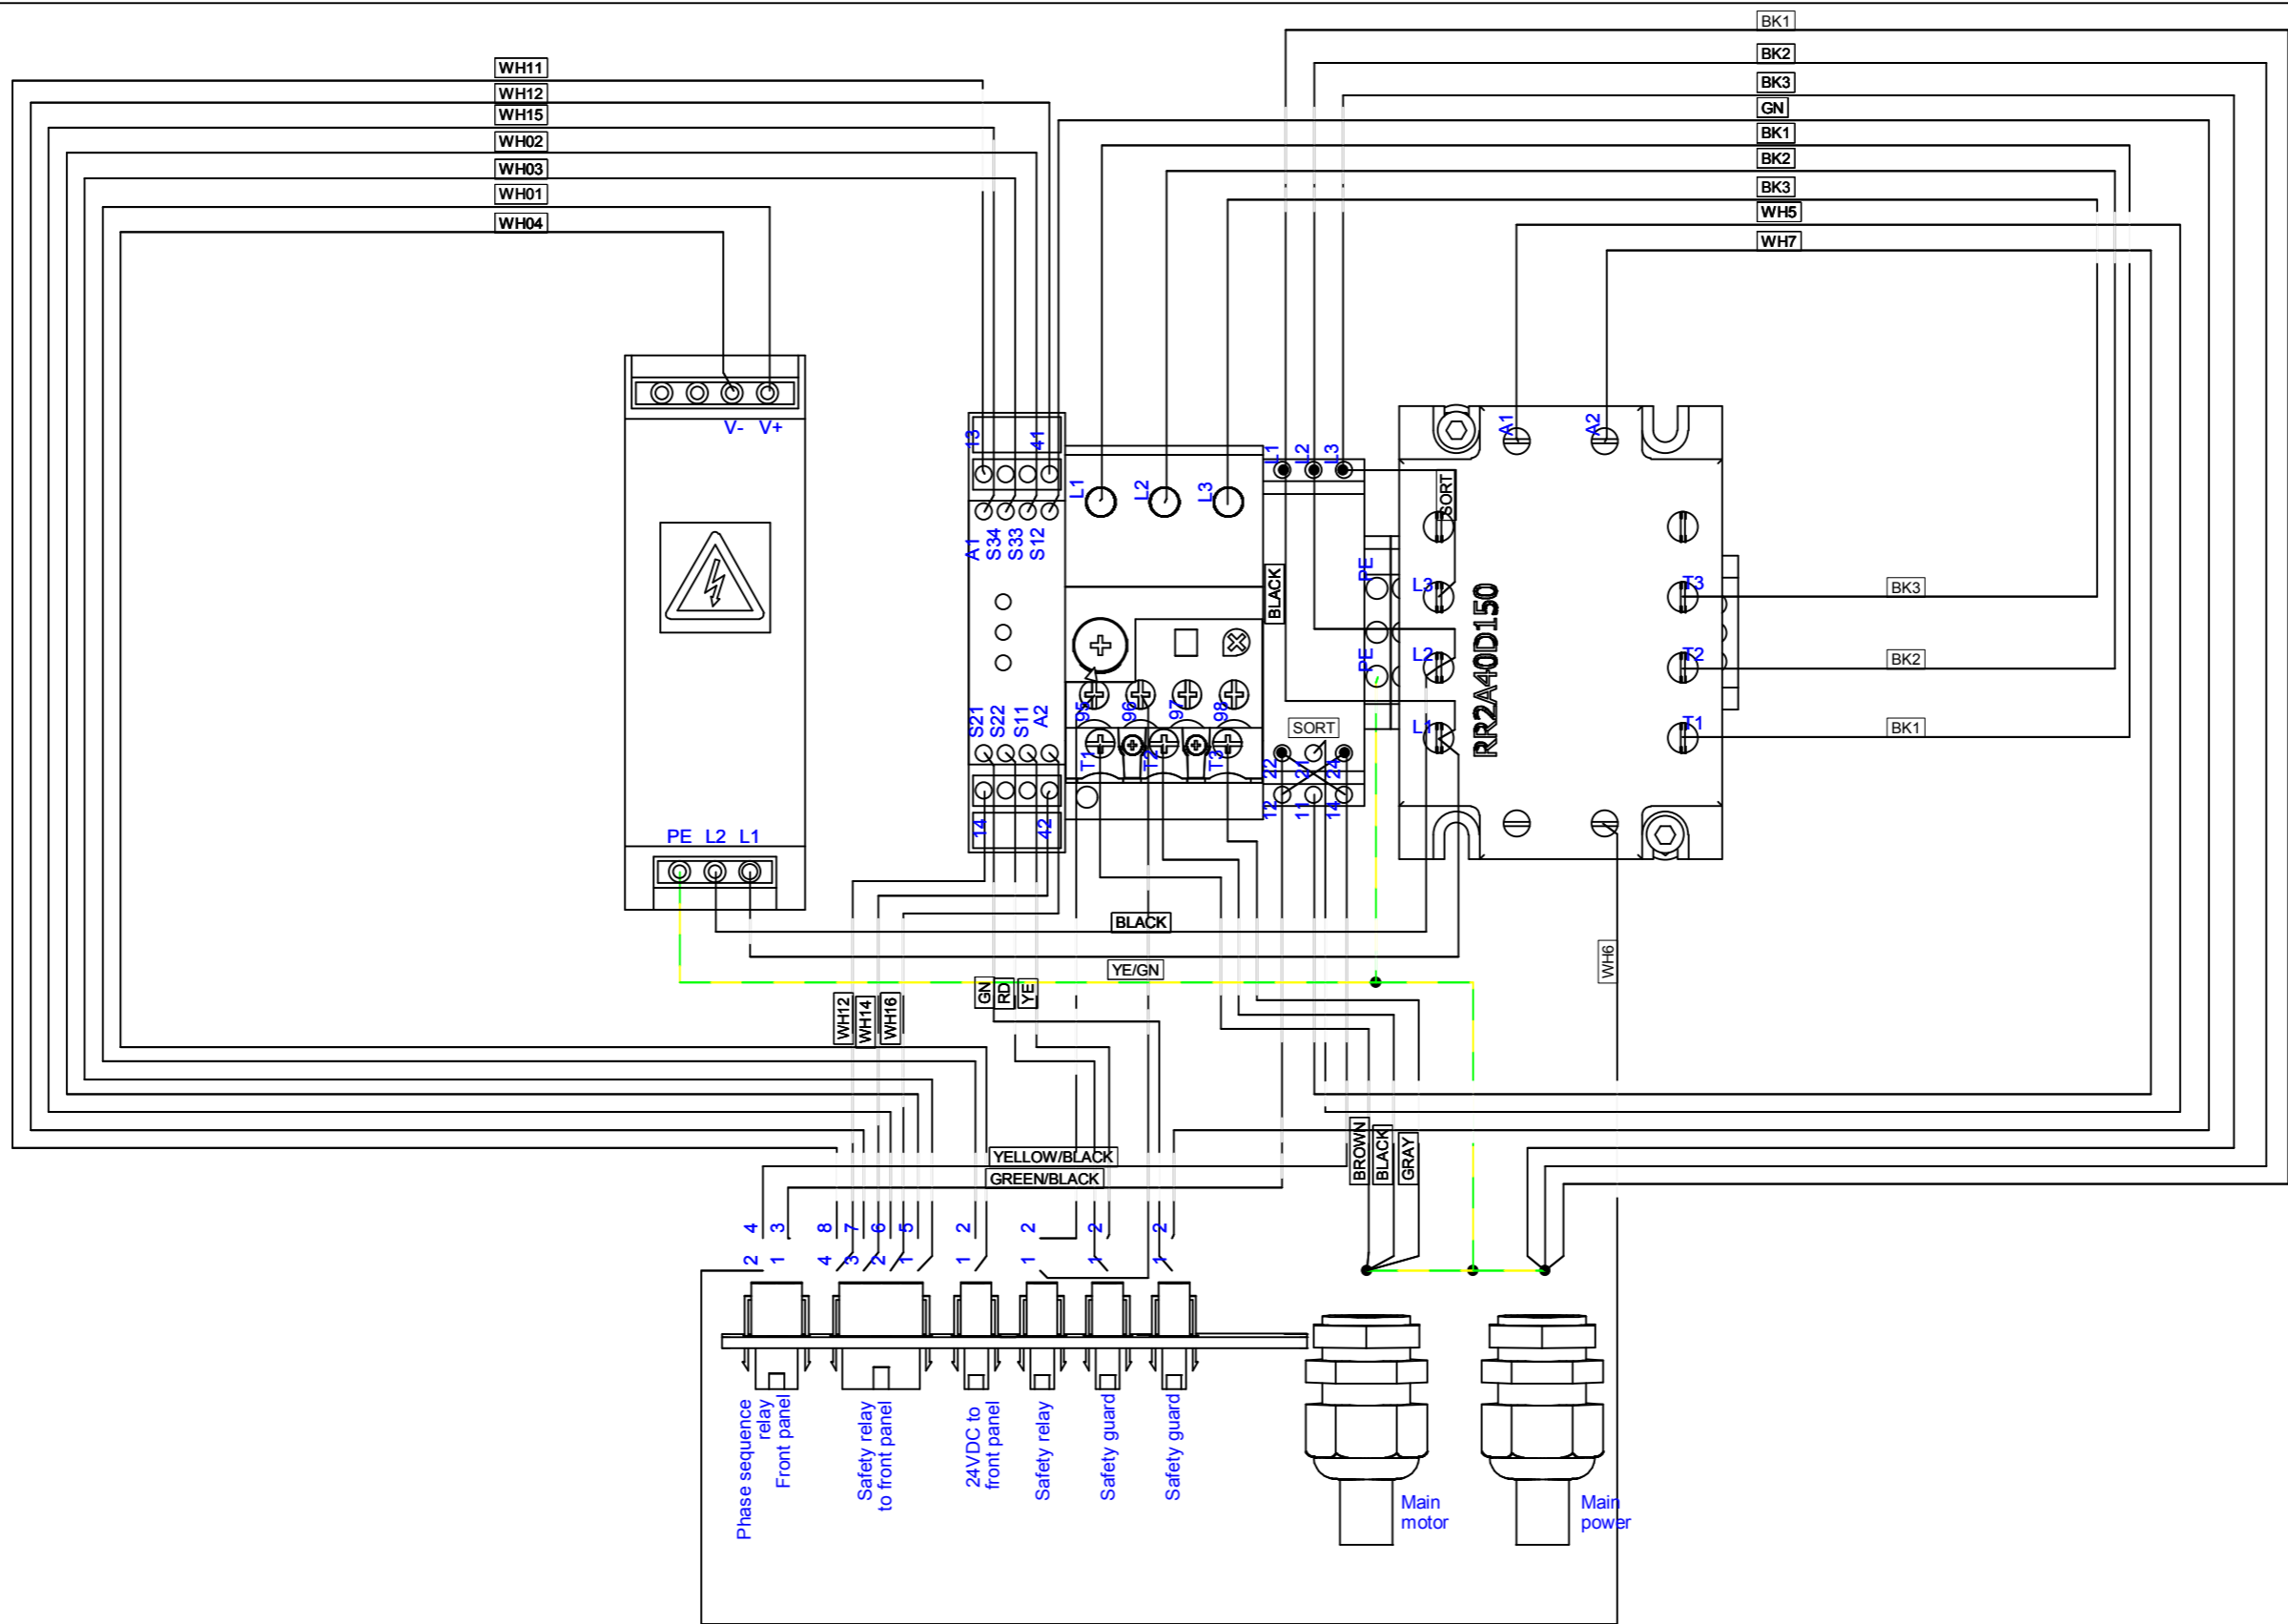 BK1
BK2
BK3
GN
BK1
BK2
BK3
WH5
WH7
WH11
WH12
WH15
WH02
WH03
WH01
WH04
V- V+
13 41
A1 S34 S33 S12
S21 S22 S11 A2
14 42
L1 L2 L3
95 96 97 98
T1 T2 T3
L1 L2 L3
BLACK
SORT
22 21 24
12 11 14
PE
PE
SORT
A1 A2
L3
L2
L1
RR2A40D150
T3
T2
T1
BK3
BK2
BK1
PE L2 L1
BLACK
YE/GN
WH6
WH12
WH14
WH16
GN
RD
YE
BROWN
BLACK
GRAY
YELLOW/BLACK
GREEN/BLACK
4 3 8 7 6 5 2 2 2 2
2 1 4 3 2 1 1 1 1 1
Phase sequence
relay
Front panel
Safety relay
to front panel
24VDC to
front panel
Safety relay
Safety guard
Safety guard
Main
motor
Main
power